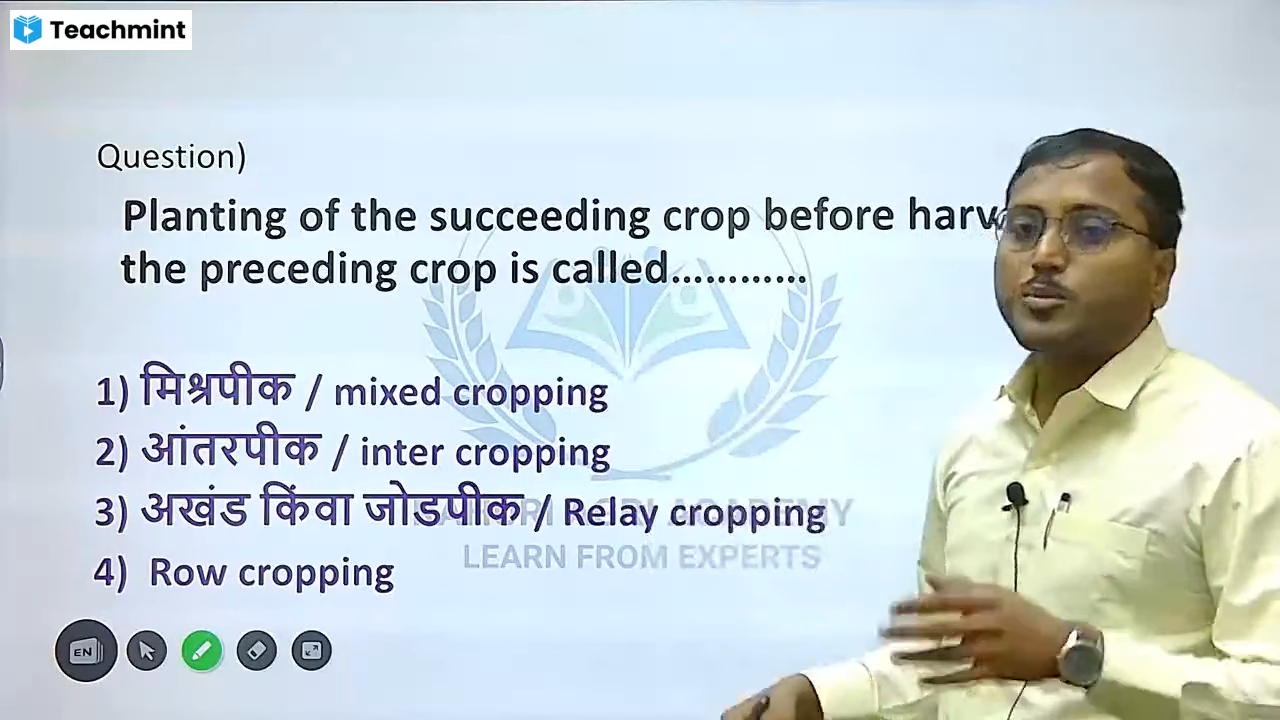 Teachmint
Question)
Planting of the succeeding crop before
the preceding crop is called............
1) मिश्रपीक / mixed cropping
2) आंतरपीक / inter cropping
3) अखंड किंवा जोडपीक / Relay cropping
ACADEMY
LEARN FROM EXPERTS
4) Row cropping
EN